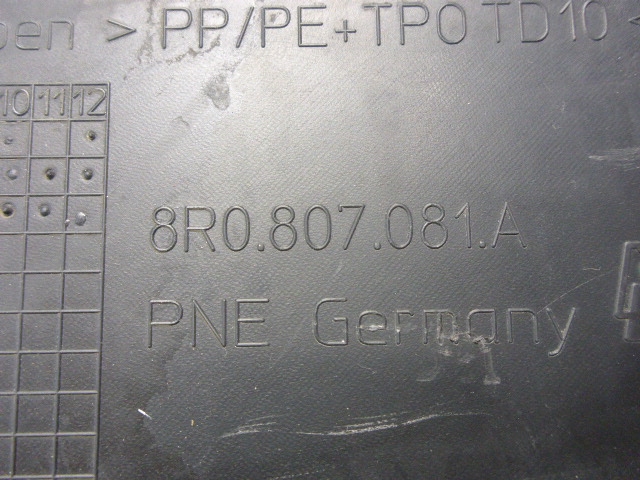 > PP/PE+TPO TD10 <
10 11 12
8R0.807.081.A
PNE Germany